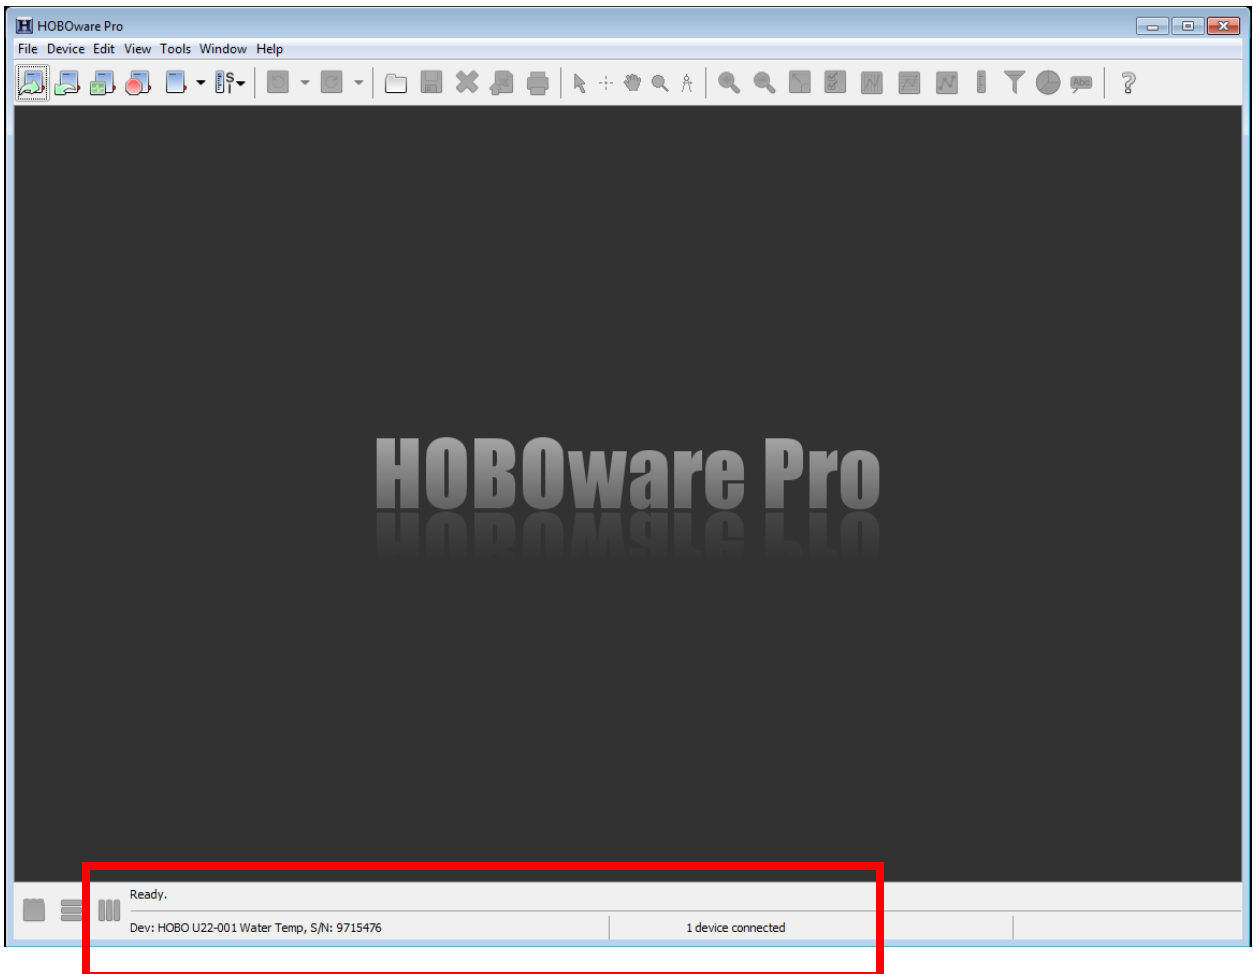 HOBOware Pro
File Device Edit View Tools Window Help
S
I
Abc
HOBOware Pro
Ready.
Dev: HOBO U22-001 Water Temp, S/N: 9715476
1 device connected